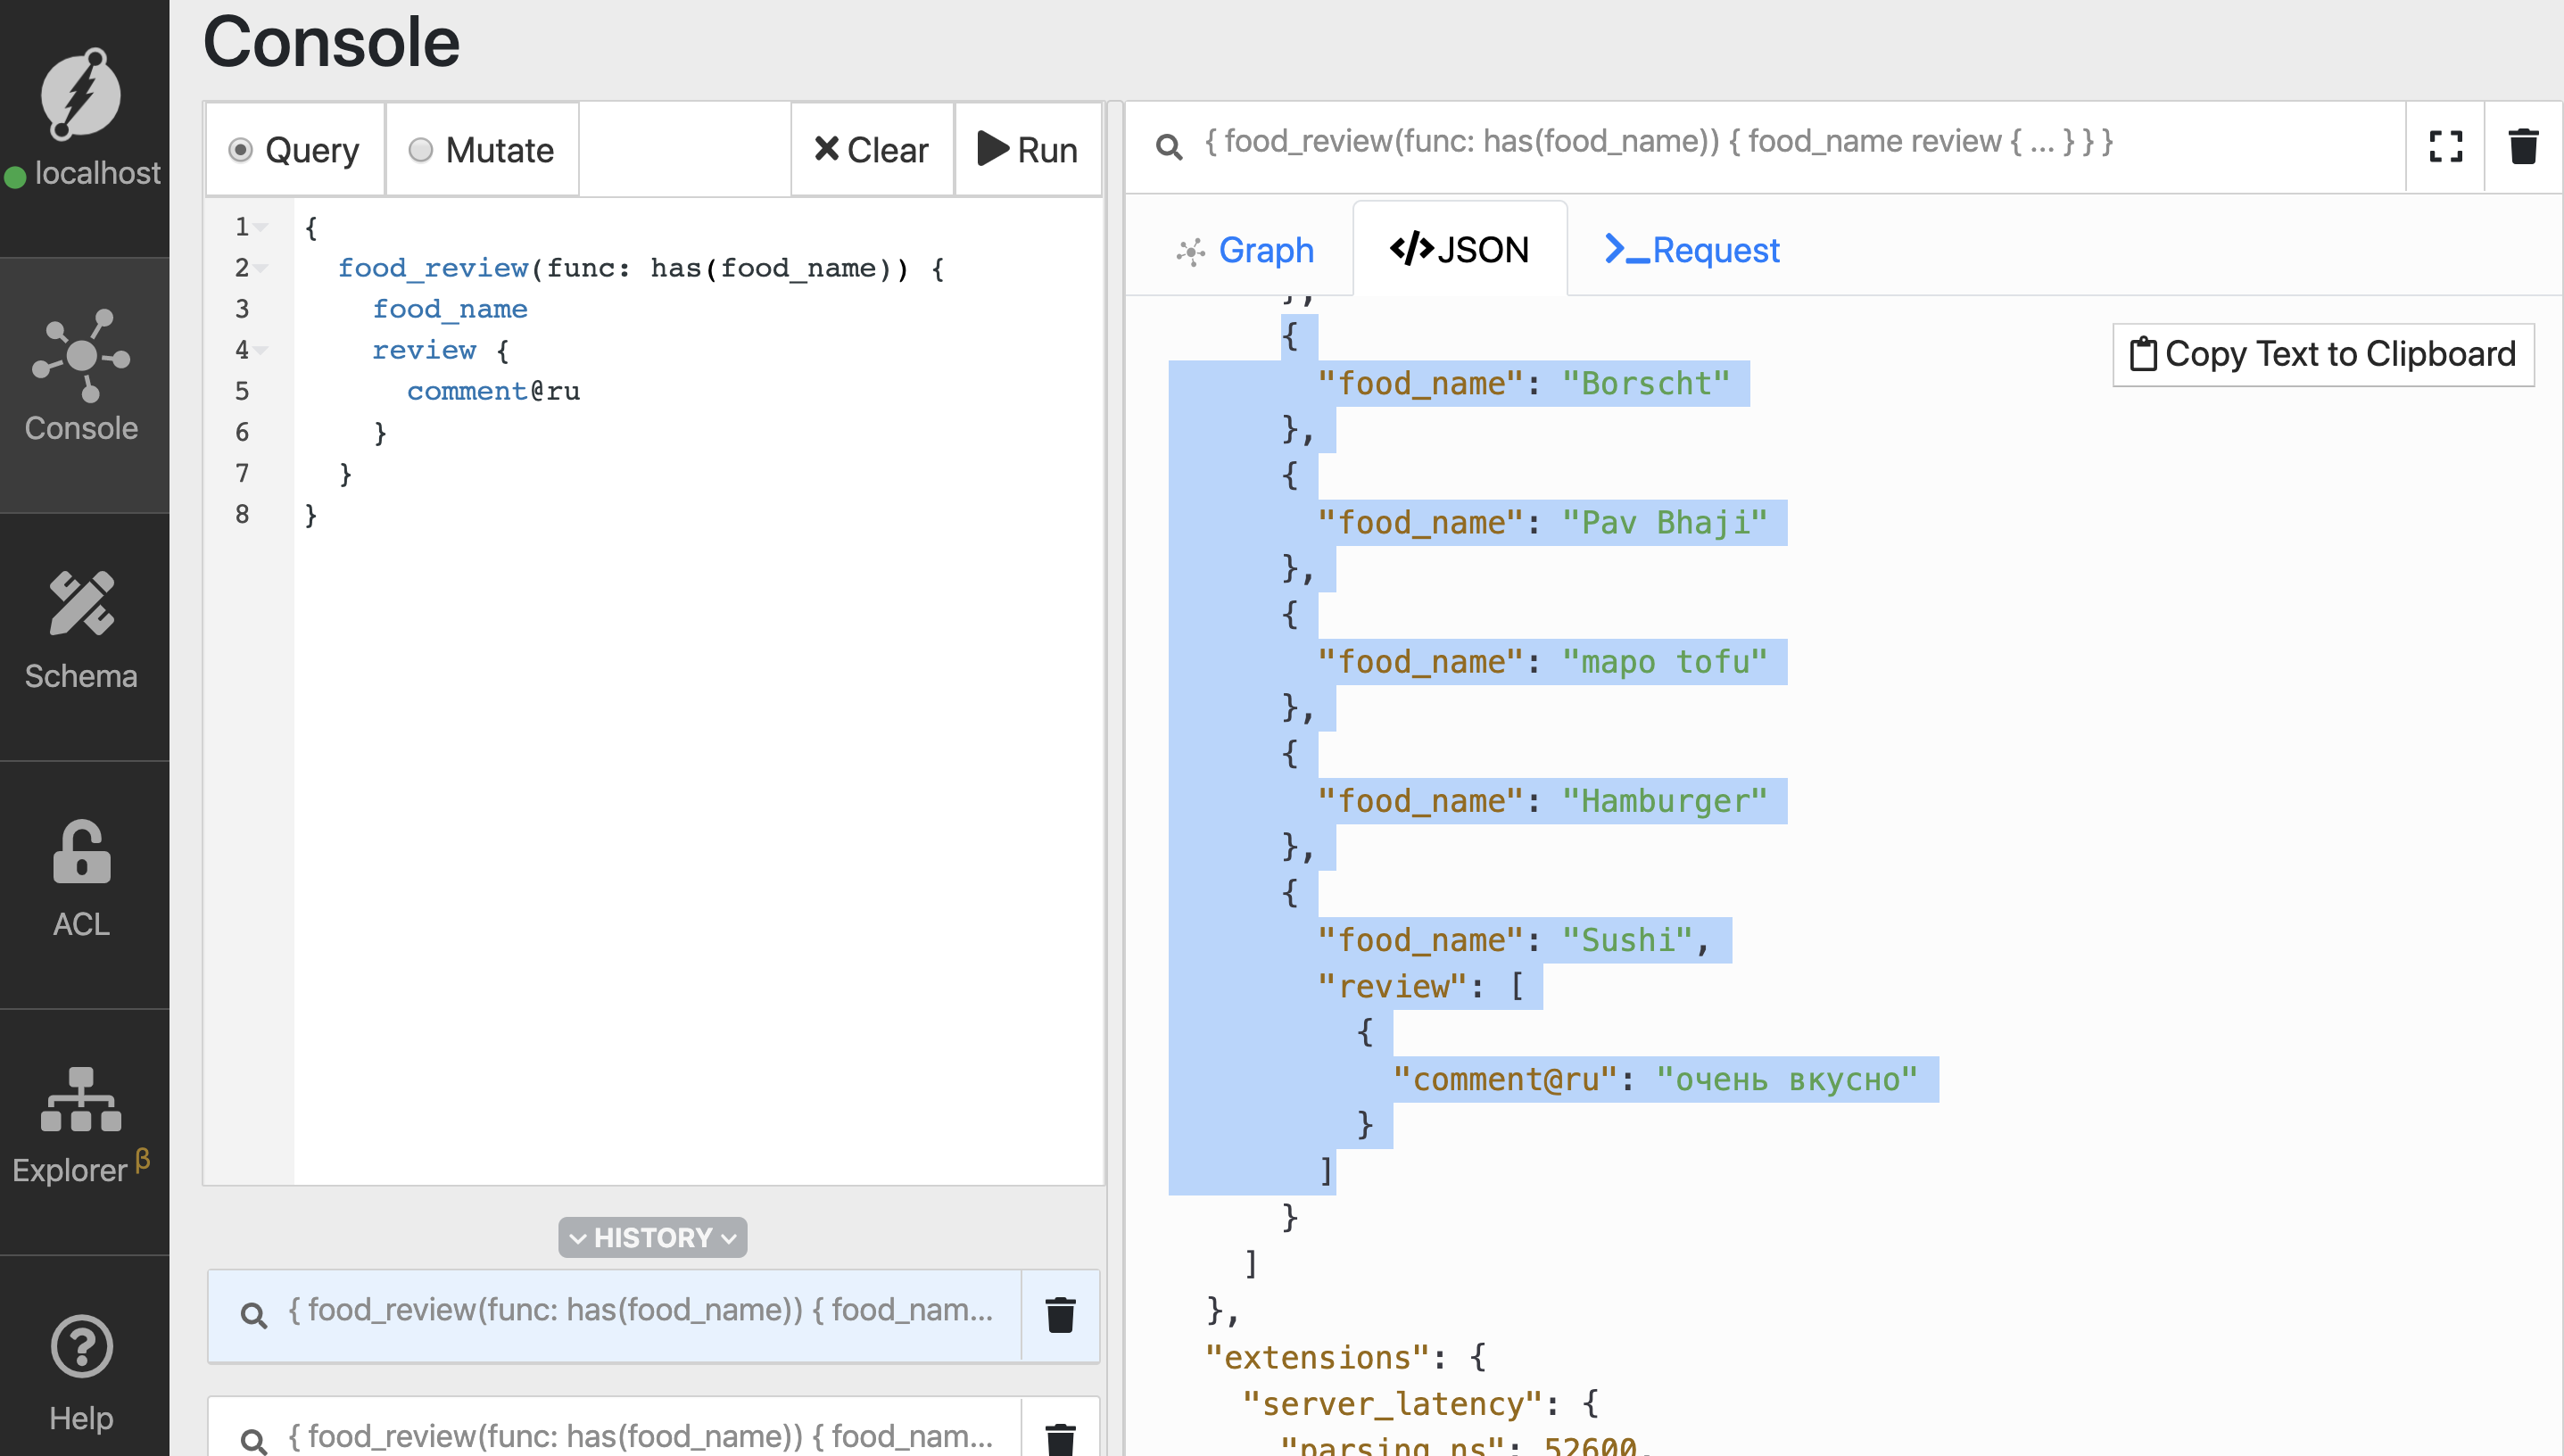 Console
localhost
Console
Schema
ACL
Explorer β
Help
Query Mutate Clear Run
1 {
2 food_review(func: has(food_name)) {
3 food_name
4 review {
5 comment@ru
6 }
7 }
8 }
HISTORY
{ food_review(func: has(food_name)) { food_nam...
{ food_review(func: has(food_name)) { food_nam...
{ food_review(func: has(food_name)) { food_name review { ... } } }
Graph </>JSON >_Request
Copy Text to Clipboard
},
{
"food_name": "Borscht"
},
{
"food_name": "Pav Bhaji"
},
{
"food_name": "mapo tofu"
},
{
"food_name": "Hamburger"
},
{
"food_name": "Sushi",
"review": [
{
"comment@ru": "очень вкусно"
}
]
}
]
},
"extensions": {
"server_latency": {
"parsing_ns": 52600,